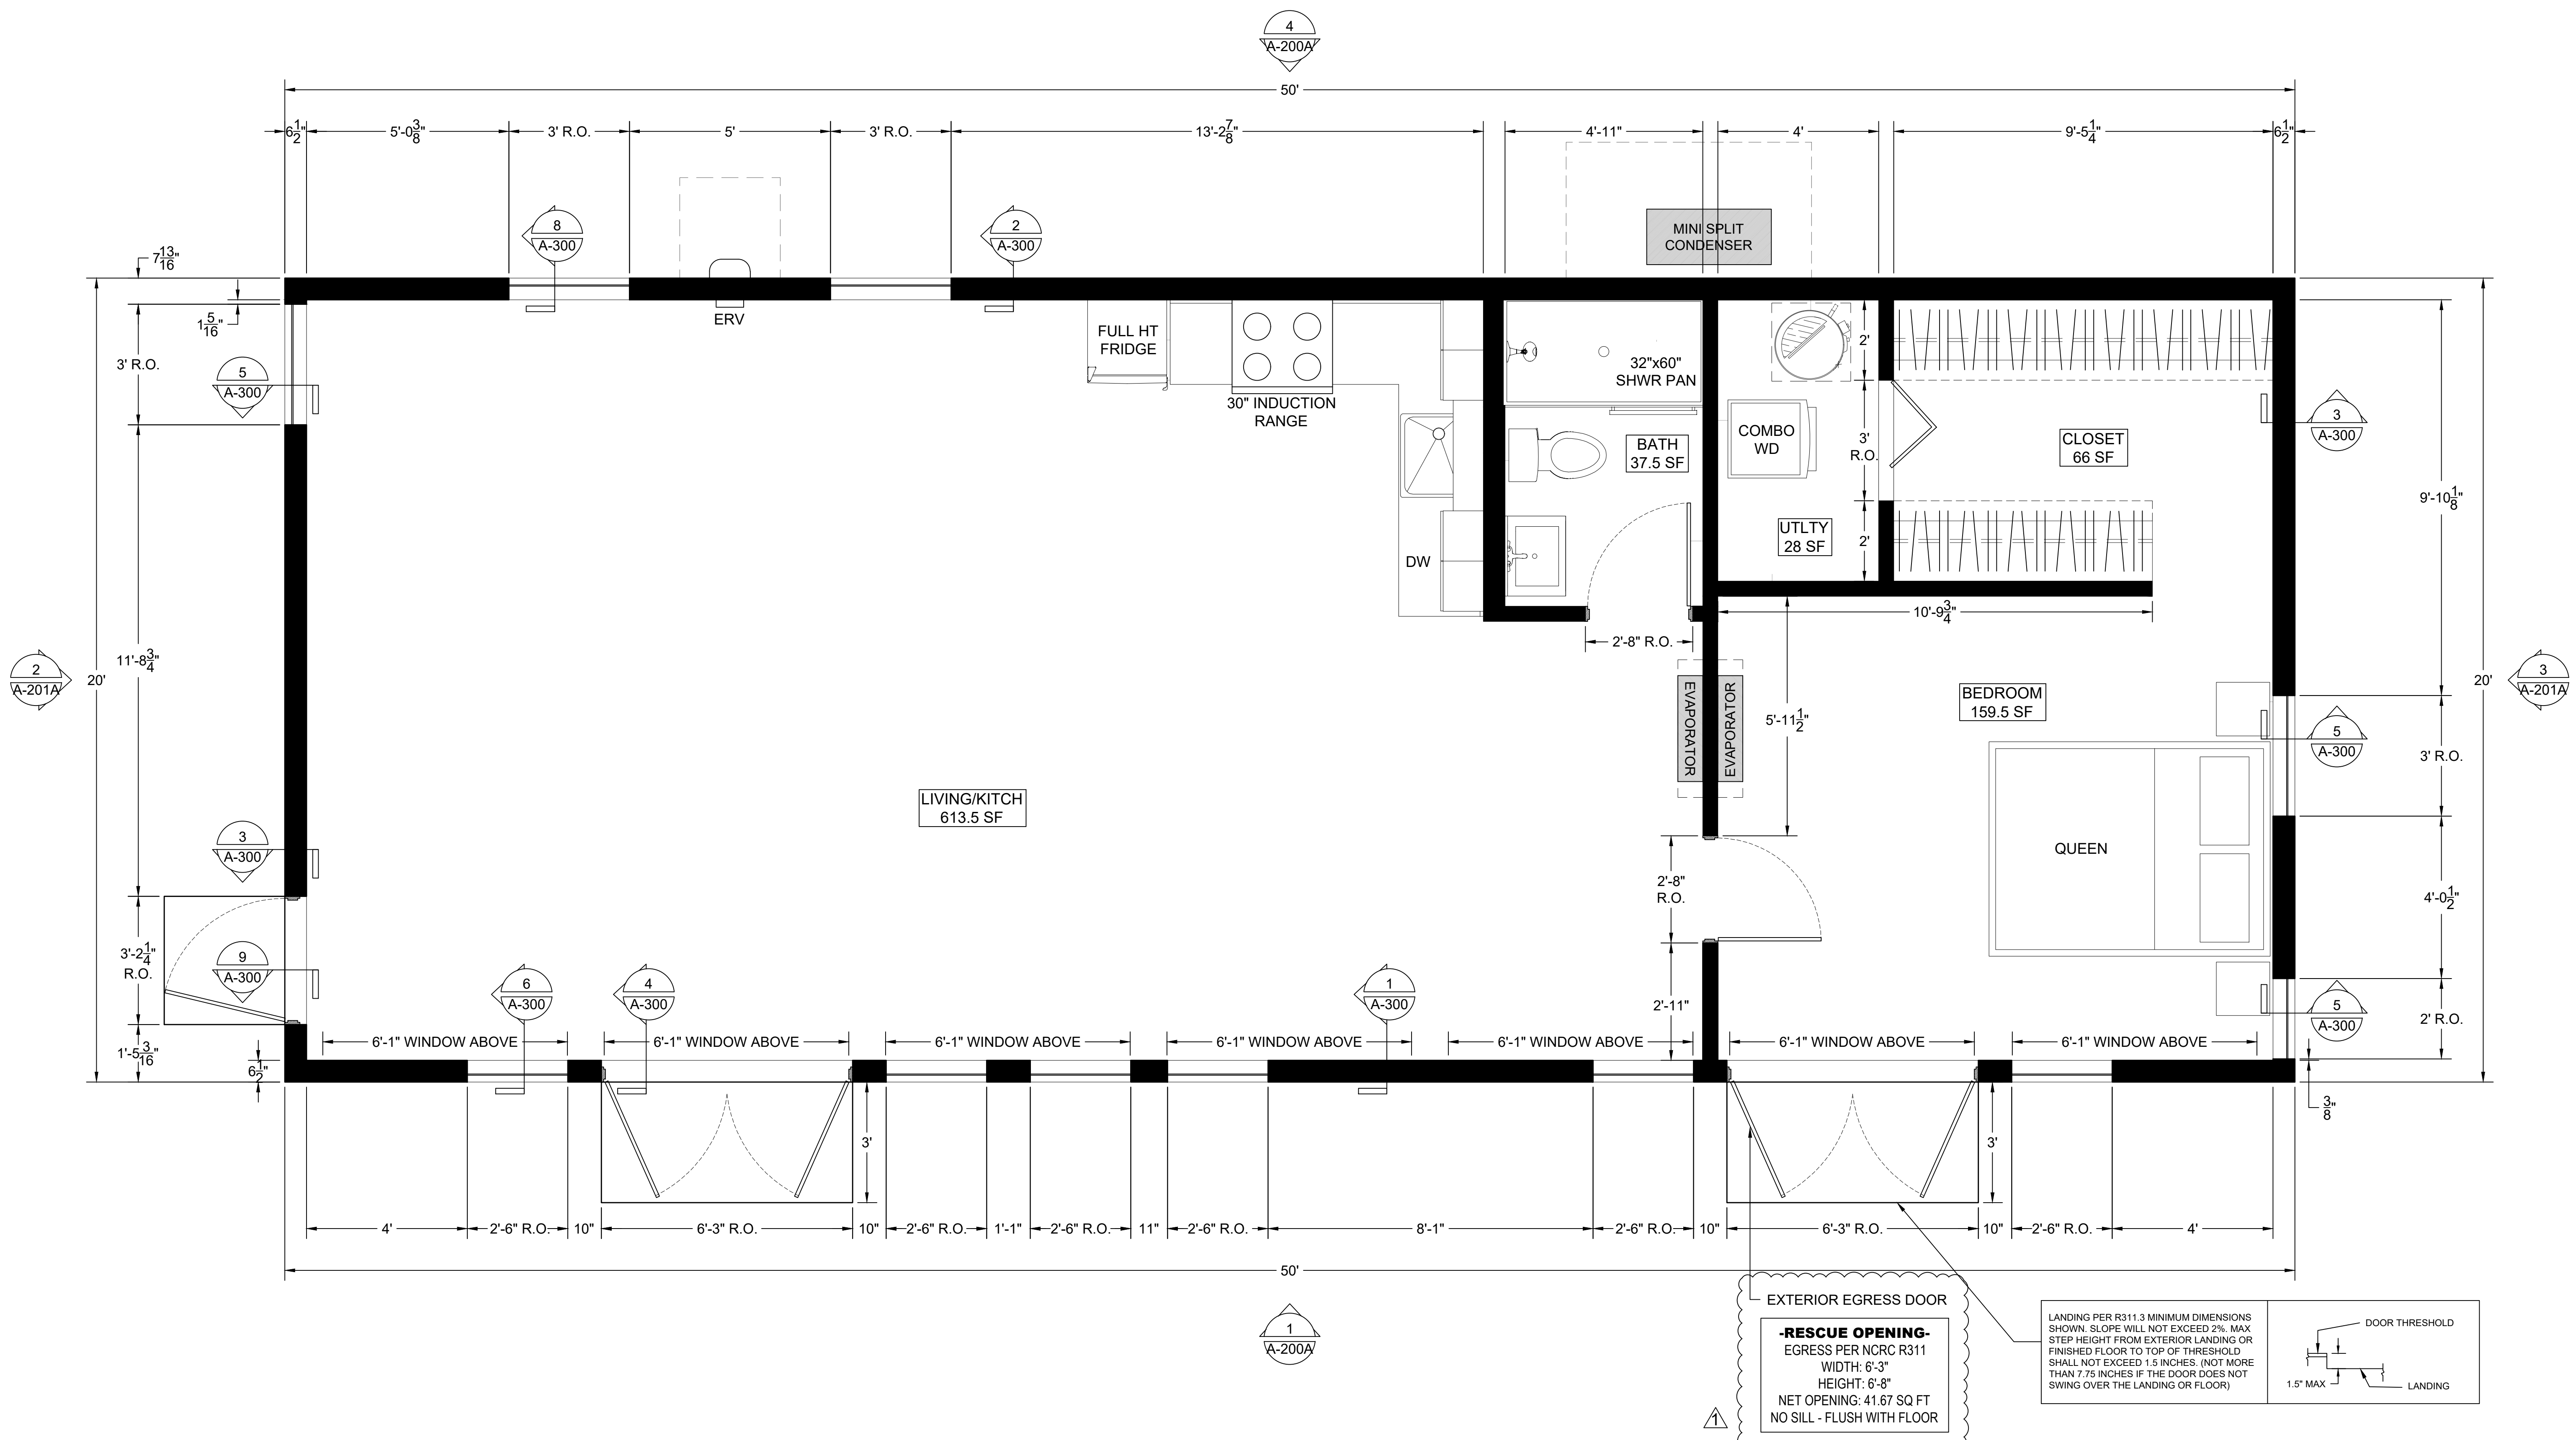 4
A-200A
50'
6 1/2"
5'-0 3/8"
3' R.O.
5'
3' R.O.
13'-2 7/8"
4'-11"
4'
9'-5 1/4"
6 1/2"
MINI SPLIT
CONDENSER
8
A-300
2
A-300
7 13/16"
1 5/16"
3' R.O.
5
A-300
ERV
FULL HT
FRIDGE
30" INDUCTION
RANGE
32"x60"
SHWR PAN
BATH
37.5 SF
COMBO
WD
2'
3'
R.O.
2'
UTLTY
28 SF
CLOSET
66 SF
3
A-300
9'-10 1/8"
DW
10'-9 3/4"
2'-8" R.O.
2
A-201A
20'
11'-8 3/4"
EVAPORATOR
EVAPORATOR
5'-11 1/2"
BEDROOM
159.5 SF
5
A-300
3' R.O.
20'
3
A-201A
LIVING/KITCH
613.5 SF
QUEEN
3
A-300
2'-8"
R.O.
4'-0 1/2"
3'-2 1/4"
R.O.
9
A-300
6
A-300
4
A-300
1
A-300
2'-11"
5
A-300
2' R.O.
1'-5 3/16"
6 1/2"
6'-1" WINDOW ABOVE
6'-1" WINDOW ABOVE
6'-1" WINDOW ABOVE
6'-1" WINDOW ABOVE
6'-1" WINDOW ABOVE
6'-1" WINDOW ABOVE
6'-1" WINDOW ABOVE
3/8"
3'
3'
4'
2'-6" R.O.
10"
6'-3" R.O.
10"
2'-6" R.O.
1'-1"
2'-6" R.O.
11"
2'-6" R.O.
8'-1"
2'-6" R.O.
10"
6'-3" R.O.
10"
2'-6" R.O.
4'
50'
1
A-200A
EXTERIOR EGRESS DOOR
-RESCUE OPENING-
EGRESS PER NCRC R311
WIDTH: 6'-3"
HEIGHT: 6'-8"
NET OPENING: 41.67 SQ FT
NO SILL - FLUSH WITH FLOOR
1
LANDING PER R311.3 MINIMUM DIMENSIONS
SHOWN. SLOPE WILL NOT EXCEED 2%. MAX
STEP HEIGHT FROM EXTERIOR LANDING OR
FINISHED FLOOR TO TOP OF THRESHOLD
SHALL NOT EXCEED 1.5 INCHES. (NOT MORE
THAN 7.75 INCHES IF THE DOOR DOES NOT
SWING OVER THE LANDING OR FLOOR)
DOOR THRESHOLD
1.5" MAX
LANDING